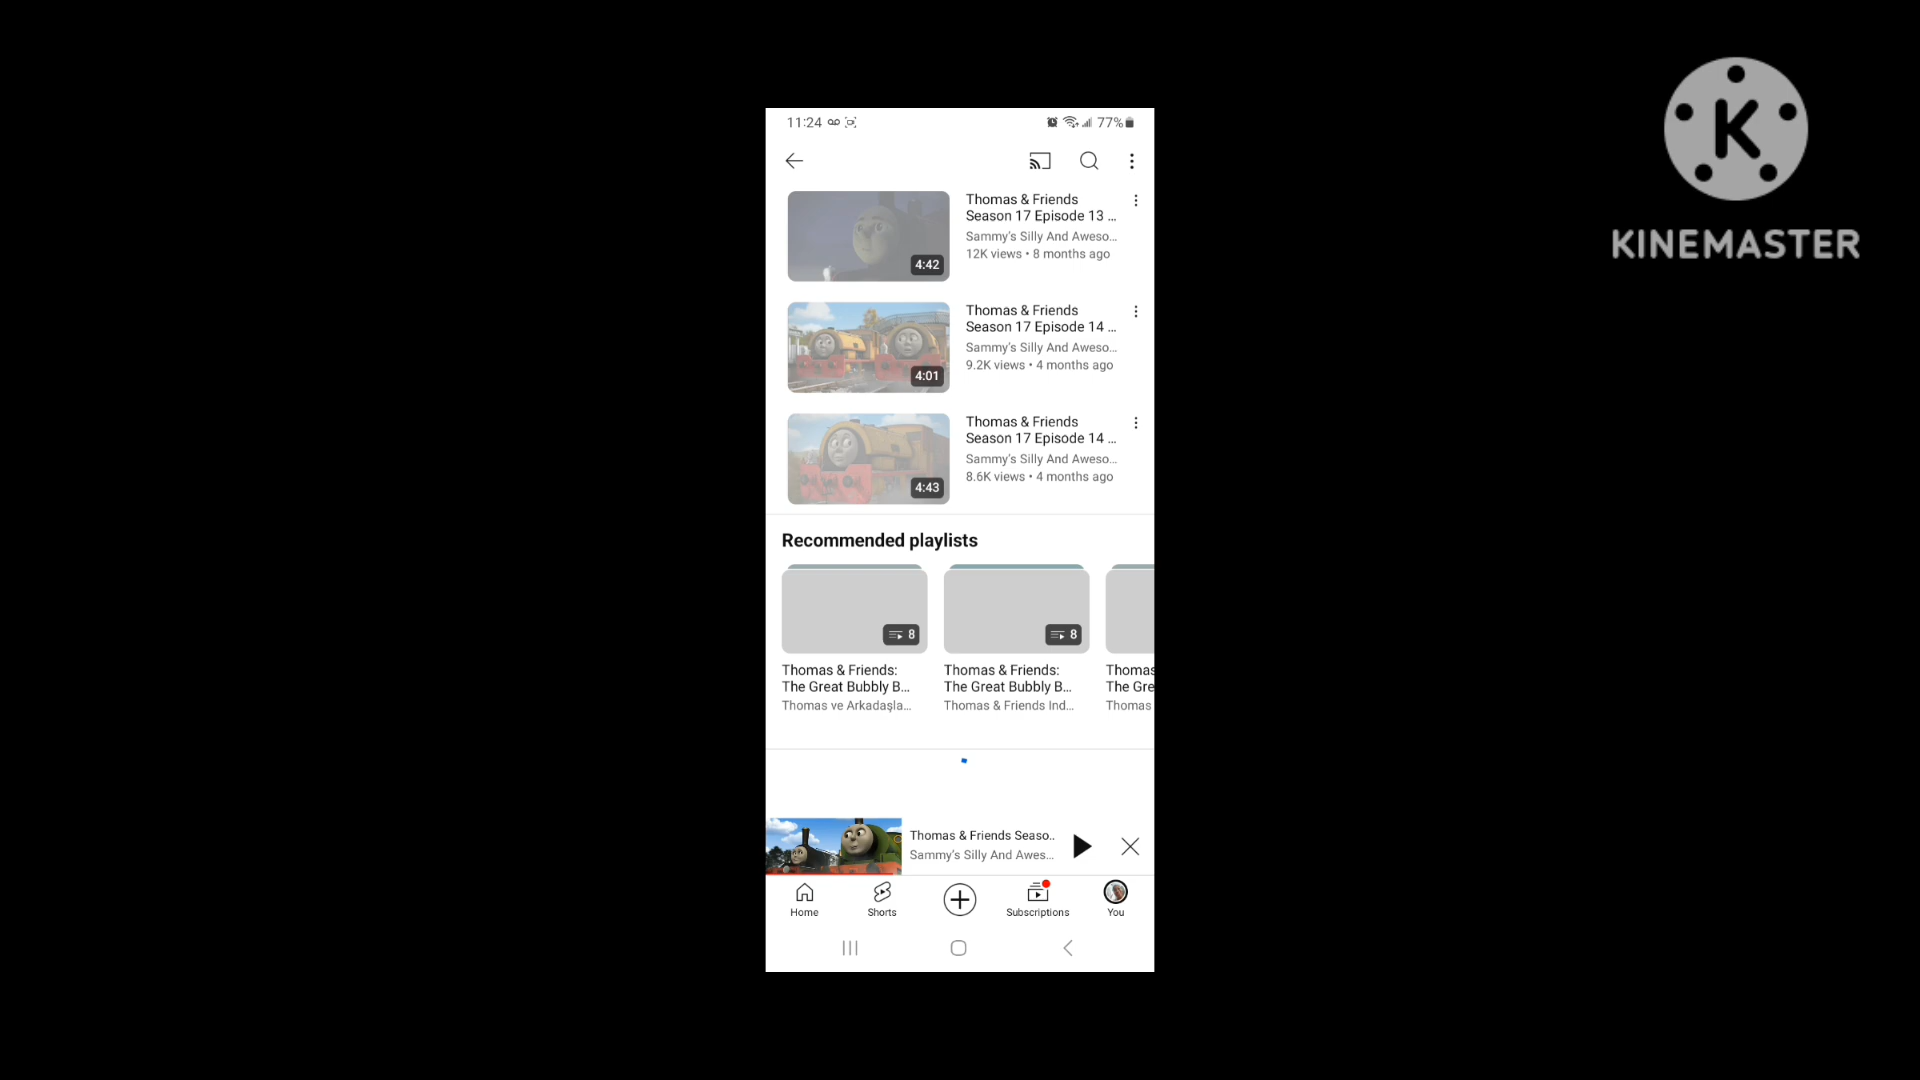 11:24
77%
K
KINEMASTER
Thomas & Friends
Season 17 Episode 13 ...
Sammy's Silly And Aweso...
12K views • 8 months ago
4:42
Thomas & Friends
Season 17 Episode 14 ...
Sammy's Silly And Aweso...
9.2K views • 4 months ago
4:01
Thomas & Friends
Season 17 Episode 14 ...
Sammy's Silly And Aweso...
8.6K views • 4 months ago
4:43
Recommended playlists
8
8
Thomas & Friends:
The Great Bubbly B...
Thomas ve Arkadaşla...
Thomas & Friends:
The Great Bubbly B...
Thomas & Friends Ind...
Thomas
The Gre
Thomas
Thomas & Friends Seaso..
Sammy's Silly And Awes...
Home
Shorts
Subscriptions
You